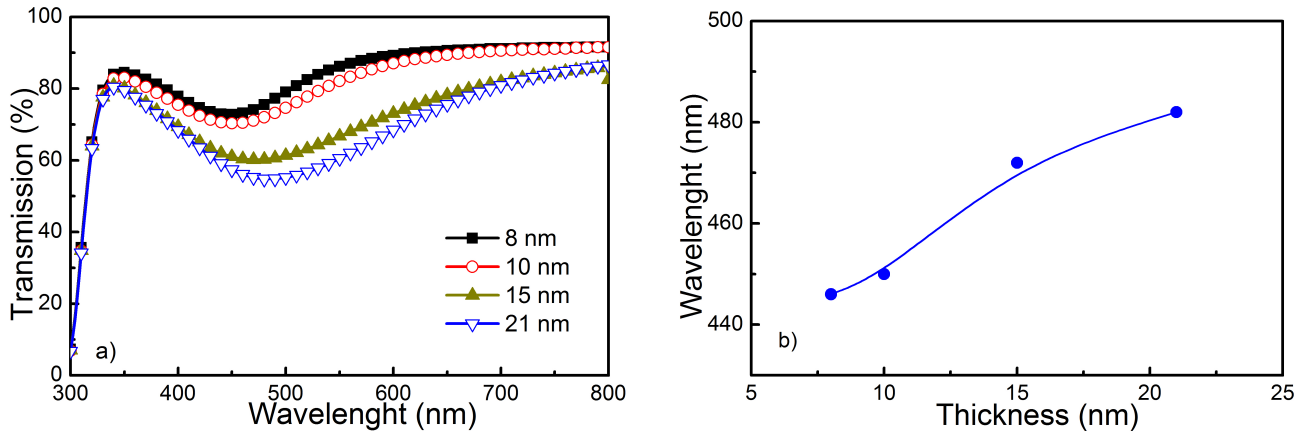 100
80
60
40
20
0
Transmission (%)
8 nm
10 nm
15 nm
21 nm
a)
300
400
500
600
700
800
Wavelenght (nm)
500
480
460
440
Wavelenght (nm)
b)
5
10
15
20
25
Thickness (nm)